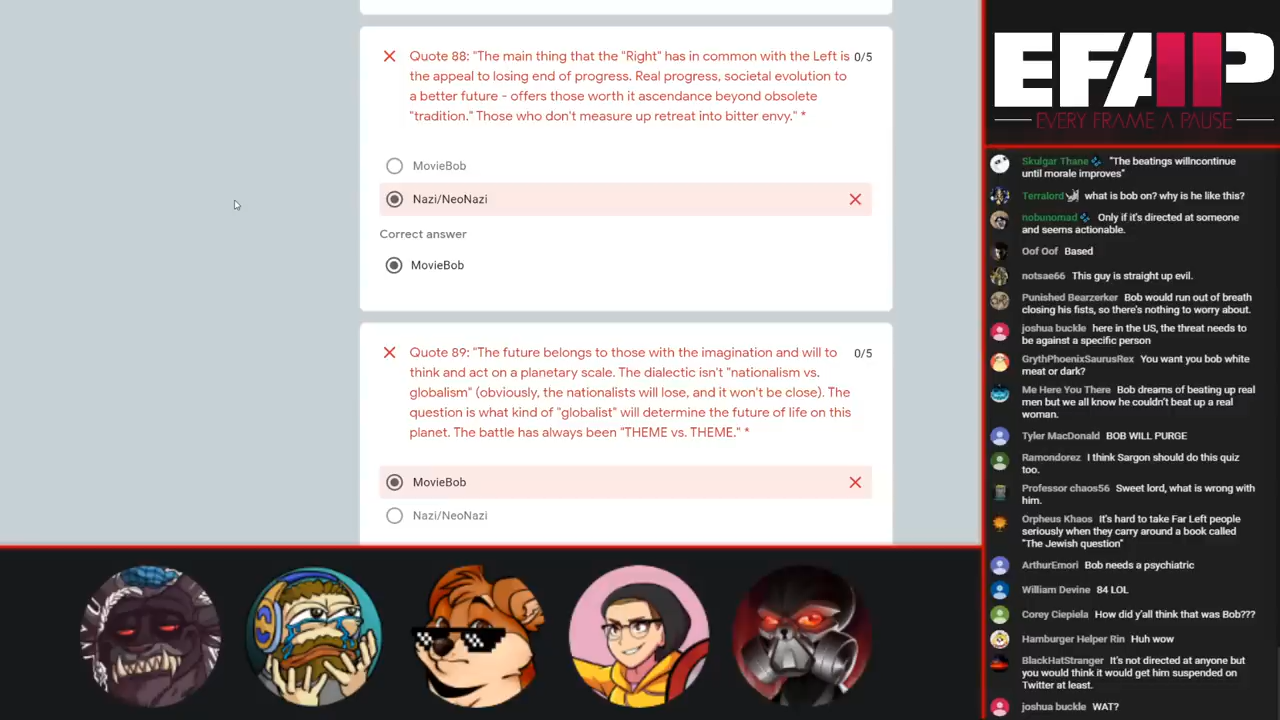 Quote 88: "The main thing that the "Right" has in common with the Left is 0/5
the appeal to losing end of progress. Real progress, societal evolution to
a better future - offers those worth it ascendance beyond obsolete
"tradition." Those who don't measure up retreat into bitter envy." *
MovieBob
Nazi/NeoNazi
Correct answer
MovieBob
Quote 89: "The future belongs to those with the imagination and will to 0/5
think and act on a planetary scale. The dialectic isn't "nationalism vs.
globalism" (obviously, the nationalists will lose, and it won't be close). The
question is what kind of "globalist" will determine the future of life on this
planet. The battle has always been "THEME vs. THEME." *
MovieBob
Nazi/NeoNazi
EFAP
EVERY FRAME A PAUSE
Skulgar Thane "The beatings willncontinue
until morale improves"
Terralord what is bob on? why is he like this?
nobunomad Only if it's directed at someone
and seems actionable.
Oof Oof Based
notsae66 This guy is straight up evil.
Punished Bearzerker Bob would run out of breath
closing his fists, so there's nothing to worry about.
joshua buckle here in the US, the threat needs to
be against a specific person
GrythPhoenixSaurusRex You want you bob white
meat or dark?
Me Here You There Bob dreams of beating up real
men but we all know he couldn't beat up a real
woman.
Tyler MacDonald BOB WILL PURGE
Ramondorez I think Sargon should do this quiz
too.
Professor chaos56 Sweet lord, what is wrong with
him.
Orpheus Khaos It's hard to take Far Left people
seriously when they carry around a book called
"The Jewish question"
ArthurEmori Bob needs a psychiatric
William Devine 84 LOL
Corey Ciepiela How did y'all think that was Bob???
Hamburger Helper Rin Huh wow
BlackHatStranger It's not directed at anyone but
you would think it would get him suspended on
Twitter at least.
joshua buckle WAT?